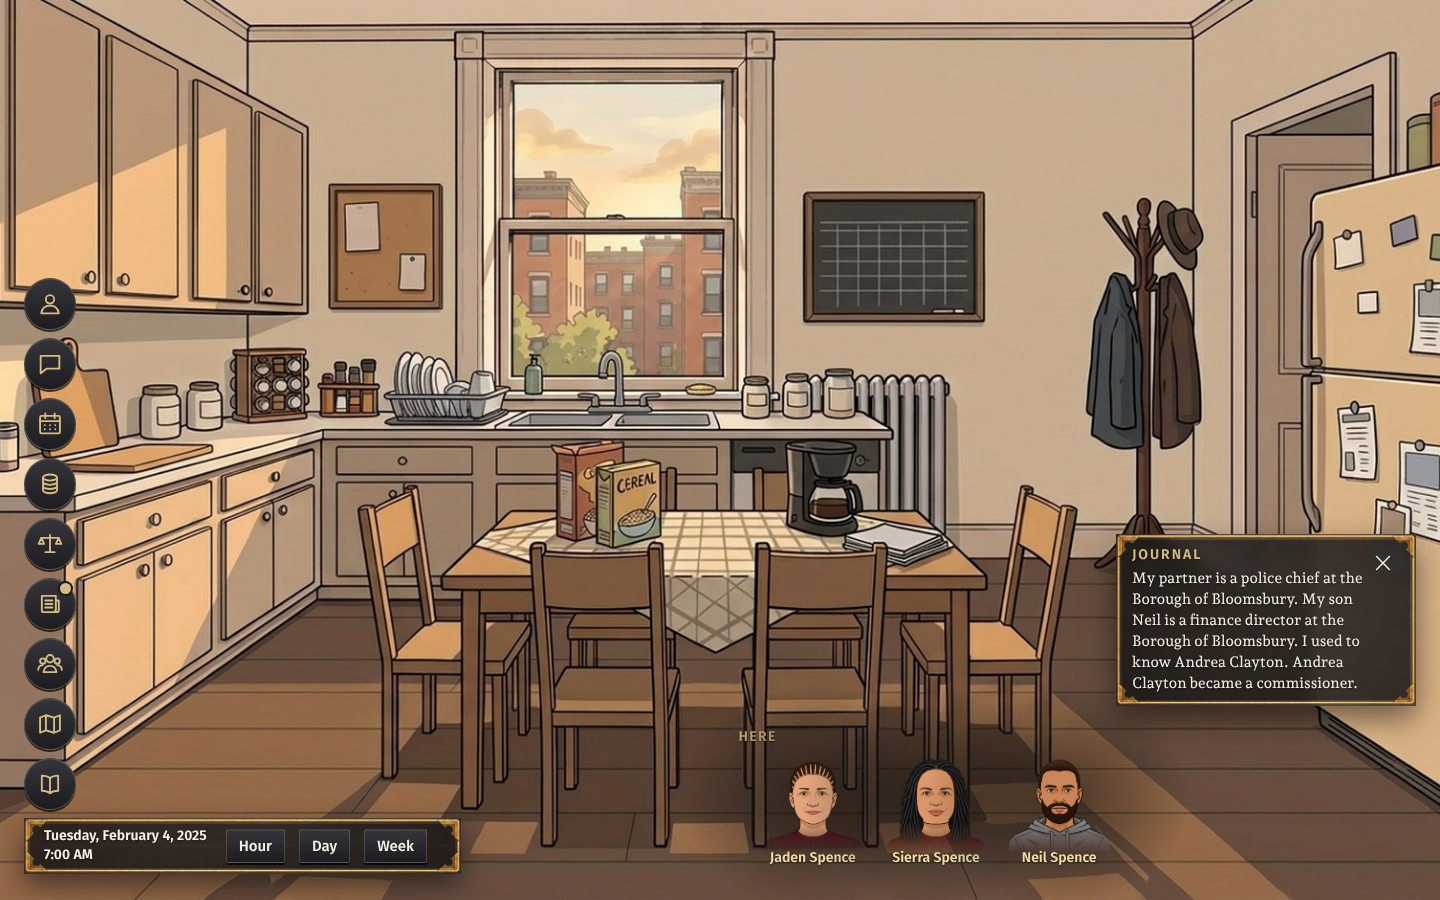 CEREAL
JOURNAL
My partner is a police chief at the
Borough of Bloomsbury. My son
Neil is a finance director at the
Borough of Bloomsbury. I used to
know Andrea Clayton. Andrea
Clayton became a commissioner.
HERE
Jaden Spence
Sierra Spence
Neil Spence
Tuesday, February 4, 2025
7:00 AM
Hour
Day
Week